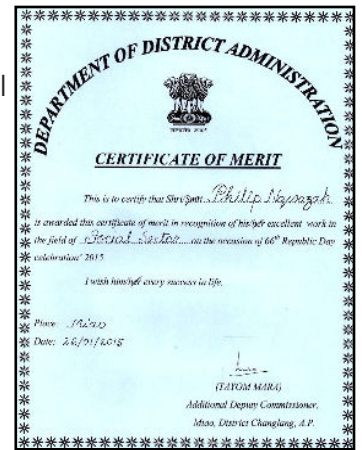 DEPARTMENT OF DISTRICT ADMINISTRATION
CERTIFICATE OF MERIT
This is to certify that Shri/Smti. Philip
is awarded this certificate of merit in recognition of his/her excellent work in
the field of Social Sector on the occasion of 66th Republic Day
celebration' 2015
I wish him/her every success in life.
Place: Miao
Date: 26/01/2015
(TAYOM MARA)
Additional Deputy Commissioner,
Miao, District Changlang, A.P.